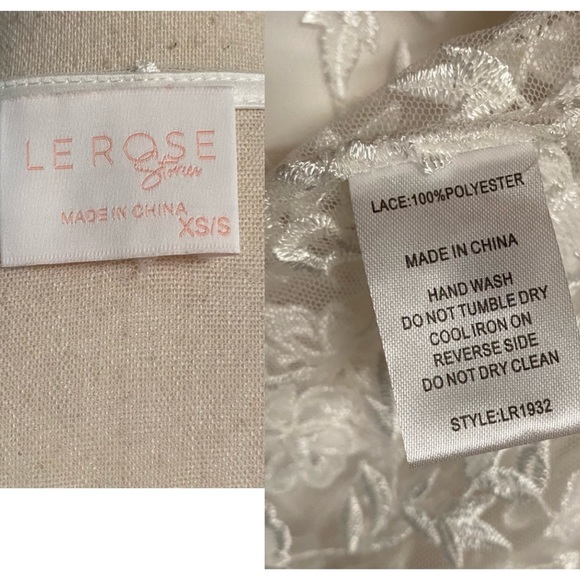 LE ROSE
Stories
MADE IN CHINA
XS/S
LACE:100%POLYESTER
MADE IN CHINA
HAND WASH
DO NOT TUMBLE DRY
COOL IRON ON
REVERSE SIDE
DO NOT DRY CLEAN
STYLE:LR1932